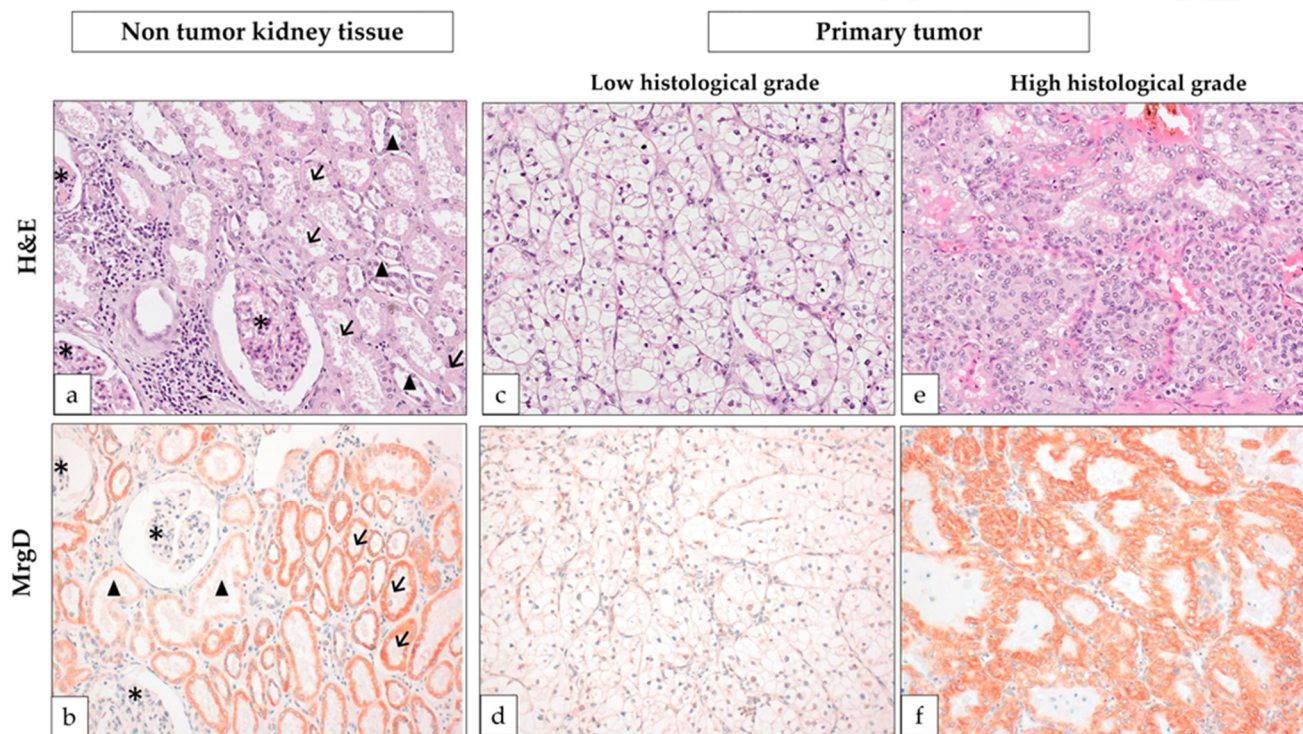 Non tumor kidney tissue
Primary tumor
Low histological grade
High histological grade
H&E
a
c
e
MrgD
b
d
f